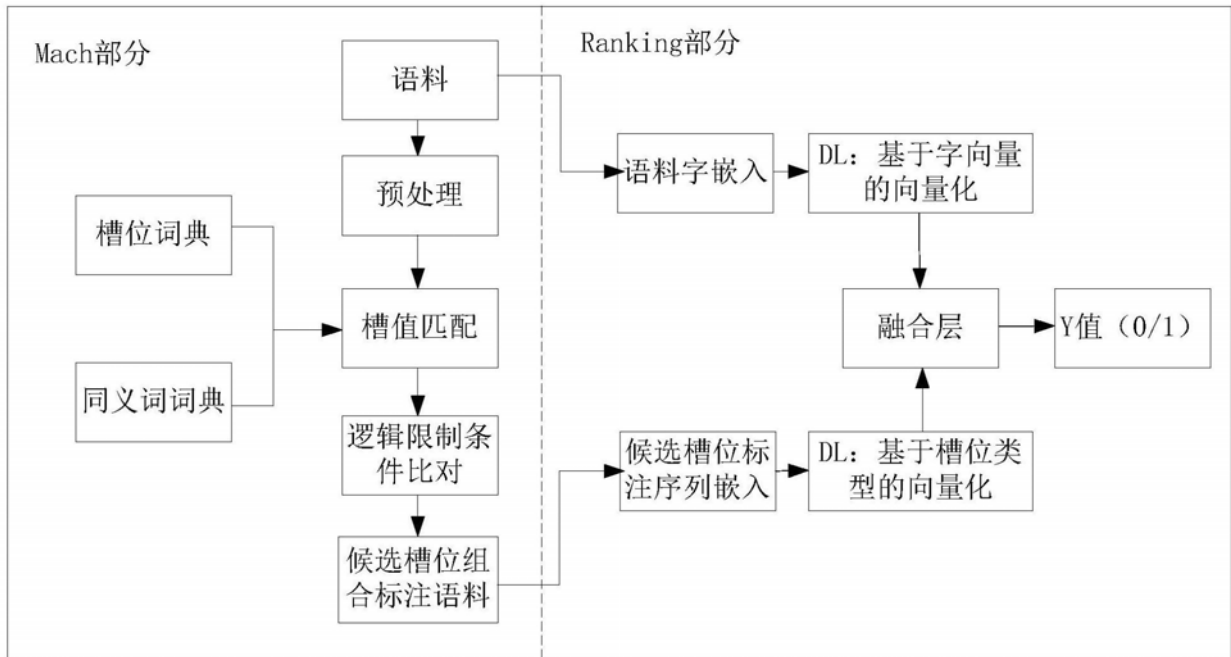 Mach部分
语料
预处理
槽位词典
槽值匹配
同义词词典
逻辑限制条
件比对
候选槽位组
合标注语料
Ranking部分
语料字嵌入
DL：基于字向量
的向量化
融合层
Y值（0/1）
候选槽位标
注序列嵌入
DL：基于槽位类
型的向量化